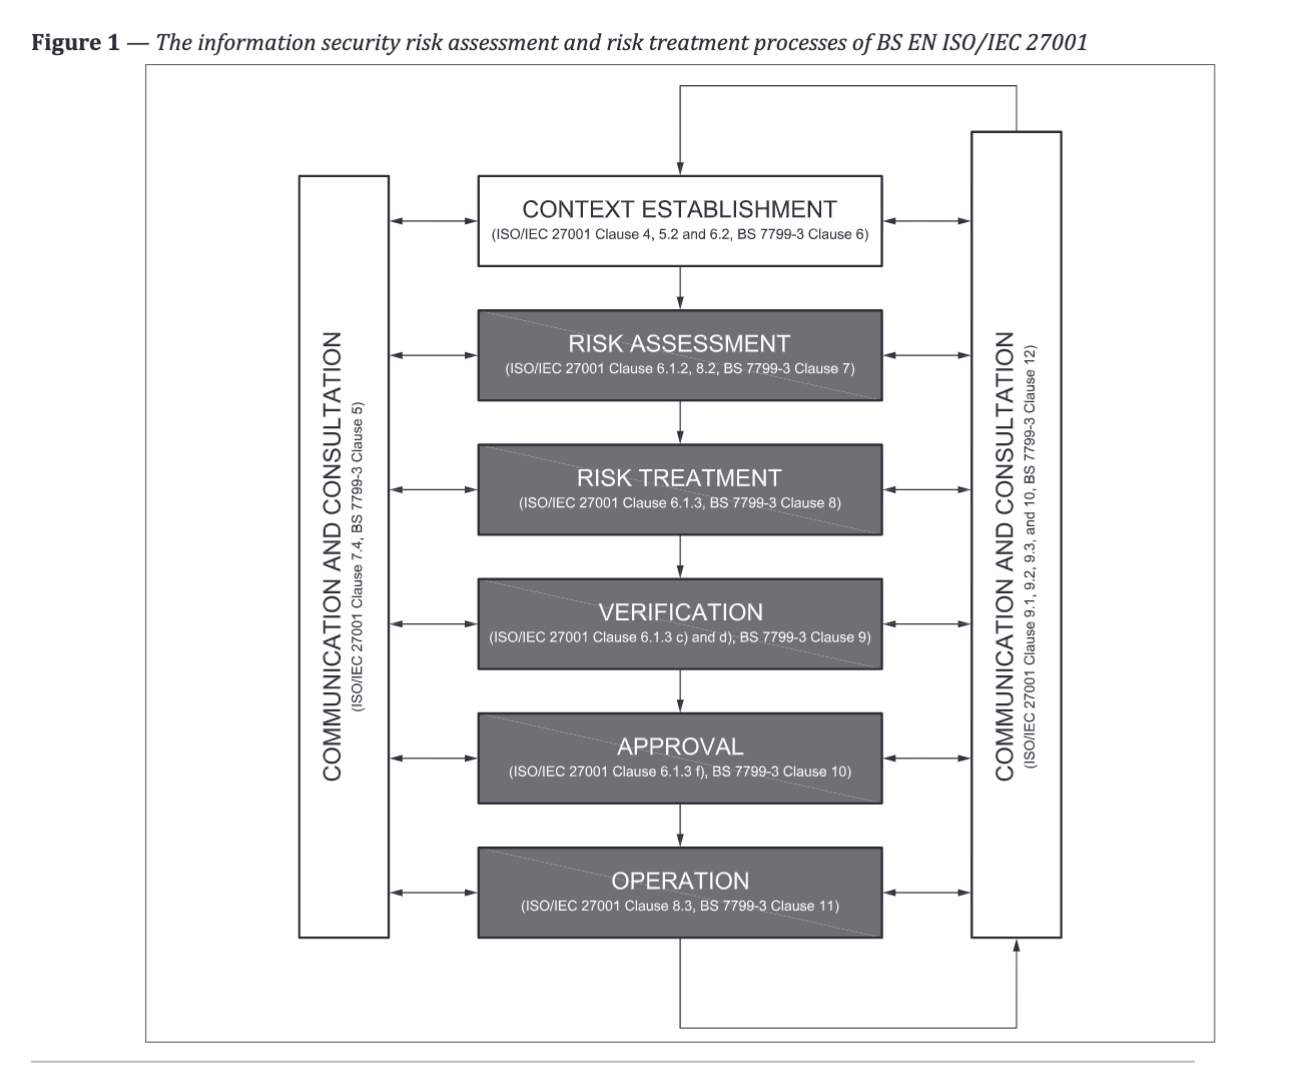 Figure 1 — The information security risk assessment and risk treatment processes of BS EN ISO/IEC 27001
COMMUNICATION AND CONSULTATION
(ISO/IEC 27001 Clause 7.4, BS 7799-3 Clause 5)
CONTEXT ESTABLISHMENT
(ISO/IEC 27001 Clause 4, 5.2 and 6.2, BS 7799-3 Clause 6)
RISK ASSESSMENT
(ISO/IEC 27001 Clause 6.1.2, 8.2, BS 7799-3 Clause 7)
RISK TREATMENT
(ISO/IEC 27001 Clause 6.1.3, BS 7799-3 Clause 8)
VERIFICATION
(ISO/IEC 27001 Clause 6.1.3 c) and d), BS 7799-3 Clause 9)
APPROVAL
(ISO/IEC 27001 Clause 6.1.3 f), BS 7799-3 Clause 10)
OPERATION
(ISO/IEC 27001 Clause 8.3, BS 7799-3 Clause 11)
COMMUNICATION AND CONSULTATION
(ISO/IEC 27001 Clause 9.1, 9.2, 9.3, and 10, BS 7799-3 Clause 12)